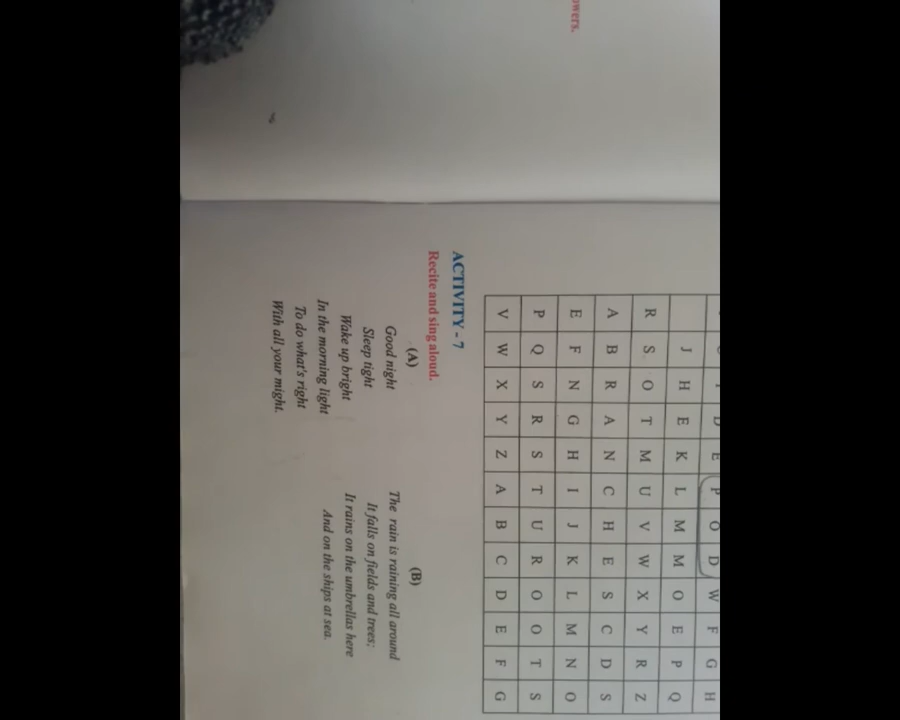 owers.
D E P O D W F G H
J H E K L M M O E P Q
R S O T M U V W X Y R Z
A B R A N C H E S C D S
E F N G H I J K L M N O
P Q S R S T U R O O T S
V W X Y Z A B C D E F G
ACTIVITY - 7
Recite and sing aloud.
(A)
Good night
Sleep tight
Wake up bright
In the morning light
To do what's right
With all your might.
(B)
The rain is raining all around
It falls on fields and trees;
It rains on the umbrellas here
And on the ships at sea.